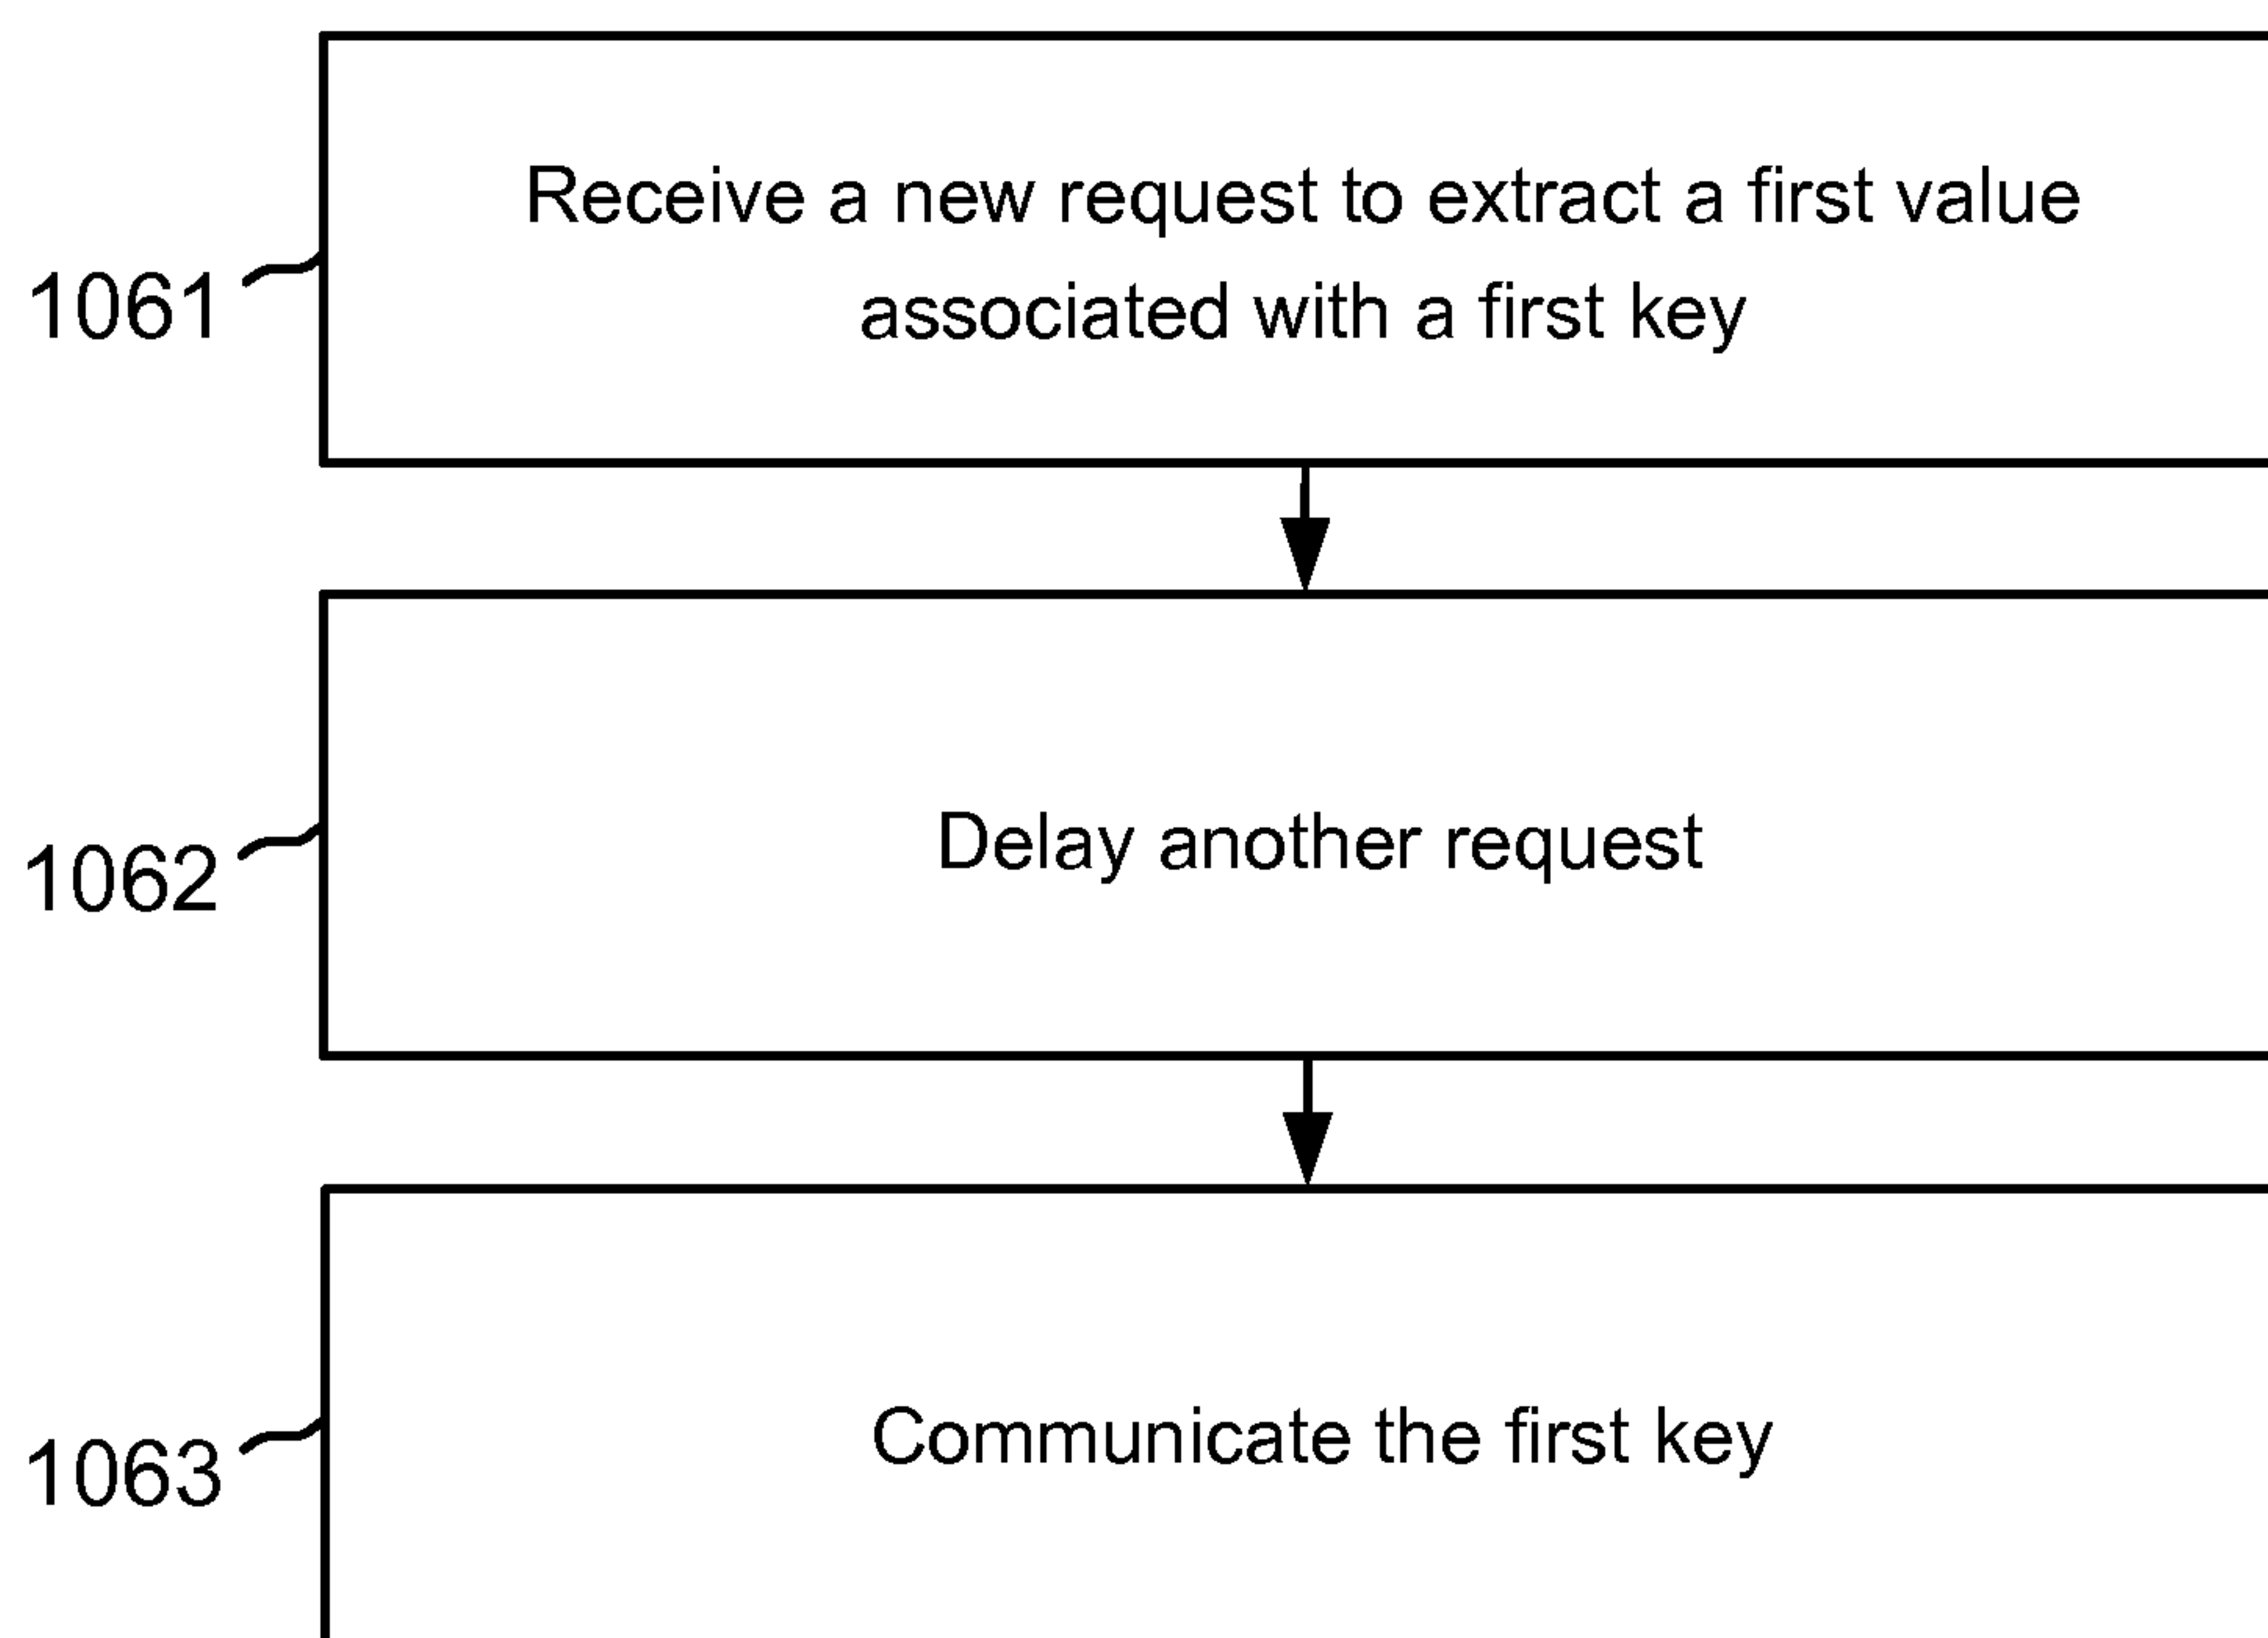 Receive a new request to extract a first value
associated with a first key
1061
Delay another request
1062
Communicate the first key
1063